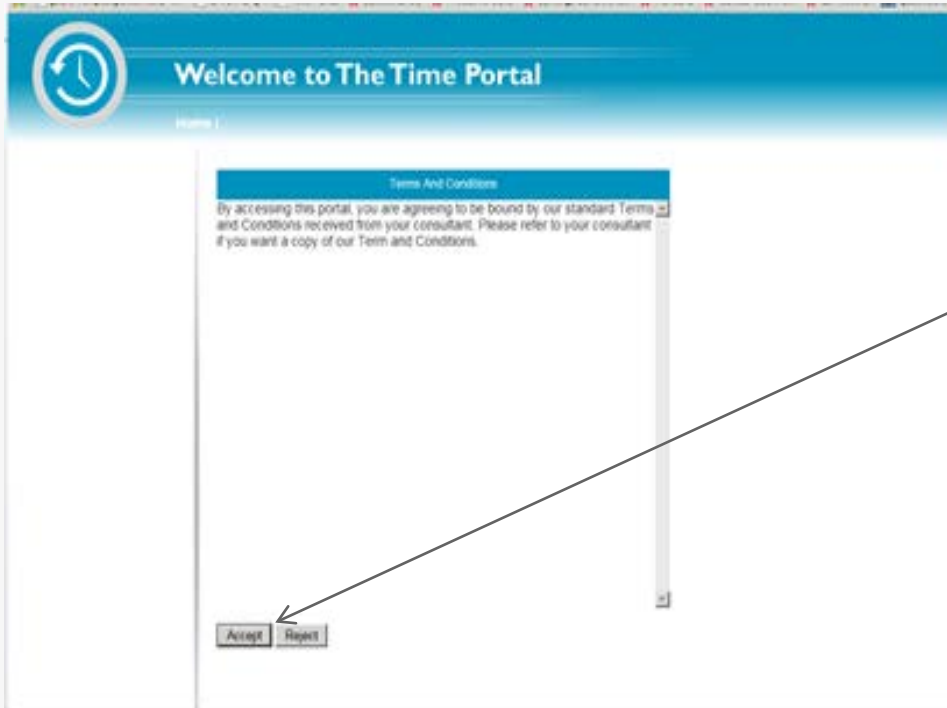 Welcome to The Time Portal
Home |
Terms And Conditions
By accessing this portal, you are agreeing to be bound by our standard Terms
and Conditions received from your consultant. Please refer to your consultant
if you want a copy of our Term and Conditions.
Accept Reject